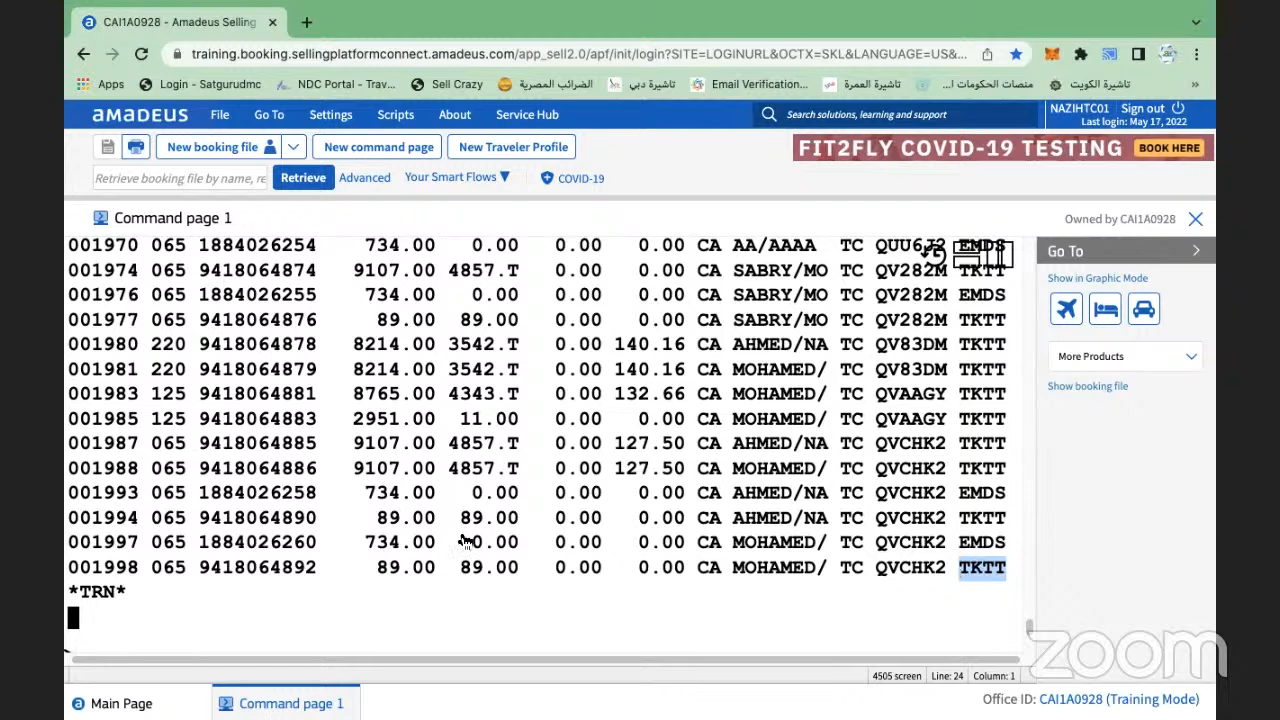 CAI1A0928 - Amadeus Selling
training.booking.sellingplatformconnect.amadeus.com/app_sell2.0/apf/init/login?SITE=LOGINURL&OCTX=SKL&LANGUAGE=US&...
Apps Login - Satgurudmc NDC Portal - Trav... Sell Crazy الضرائب المصرية تاشيرة دبي Email Verification... تاشيرة العمرة منصات الحكومات ا... تاشيرة الكويت »
amadeus File Go To Settings Scripts About Service Hub Search solutions, learning and support NAZIHTC01 Sign out
Last login: May 17, 2022
New booking file New command page New Traveler Profile FIT2FLY COVID-19 TESTING BOOK HERE
Retrieve booking file by name, re Retrieve Advanced Your Smart Flows COVID-19
Command page 1 Owned by CAI1A0928
001970 065 1884026254 734.00 0.00 0.00 0.00 CA AA/AAAA TC QUU6J2 EMDS
001974 065 9418064874 9107.00 4857.T 0.00 0.00 CA SABRY/MO TC QV282M TKTT
001976 065 1884026255 734.00 0.00 0.00 0.00 CA SABRY/MO TC QV282M EMDS
001977 065 9418064876 89.00 89.00 0.00 0.00 CA SABRY/MO TC QV282M TKTT
001980 220 9418064878 8214.00 3542.T 0.00 140.16 CA AHMED/NA TC QV83DM TKTT
001981 220 9418064879 8214.00 3542.T 0.00 140.16 CA MOHAMED/ TC QV83DM TKTT
001983 125 9418064881 8765.00 4343.T 0.00 132.66 CA MOHAMED/ TC QVAAGY TKTT
001985 125 9418064883 2951.00 11.00 0.00 0.00 CA MOHAMED/ TC QVAAGY TKTT
001987 065 9418064885 9107.00 4857.T 0.00 127.50 CA AHMED/NA TC QVCHK2 TKTT
001988 065 9418064886 9107.00 4857.T 0.00 127.50 CA MOHAMED/ TC QVCHK2 TKTT
001993 065 1884026258 734.00 0.00 0.00 0.00 CA AHMED/NA TC QVCHK2 EMDS
001994 065 9418064890 89.00 89.00 0.00 0.00 CA AHMED/NA TC QVCHK2 TKTT
001997 065 1884026260 734.00 0.00 0.00 0.00 CA MOHAMED/ TC QVCHK2 EMDS
001998 065 9418064892 89.00 89.00 0.00 0.00 CA MOHAMED/ TC QVCHK2 TKTT
*TRN*
Go To
Show in Graphic Mode
More Products
Show booking file
zoom
4505 screen Line: 24 Column: 1
Main Page Command page 1 Office ID: CAI1A0928 (Training Mode)